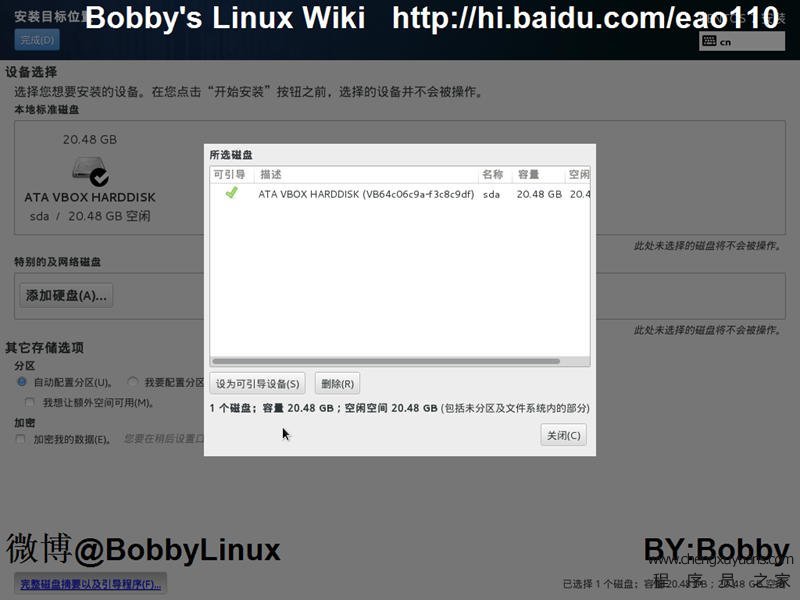 安装目标位
Bobby's Linux Wiki http://hi.baidu.com/eao110
完成(D)
cn
设备选择
选择您想要安装的设备。在您点击“开始安装”按钮之前，选择的设备并不会被操作。
本地标准磁盘
20.48 GB
ATA VBOX HARDDISK
sda / 20.48 GB 空闲
此处未选择的磁盘将不会被操作。
特别的及网络磁盘
添加硬盘(A)...
此处未选择的磁盘将不会被操作。
其它存储选项
分区
自动配置分区(U)。 我要配置分区
我想让额外空间可用(M)。
加密
加密我的数据(E)。 您要在稍后设置口
所选磁盘
可引导 描述 名称 容量 空闲
ATA VBOX HARDDISK (VB64c06c9a-f3c8c9df) sda 20.48 GB 20.4
设为可引导设备(S) 删除(R)
1 个磁盘；容量 20.48 GB；空闲空间 20.48 GB (包括未分区及文件系统内的部分)
关闭(C)
微博@BobbyLinux
BY:Bobby
www.chengxuyuans.com
程 序 员 之 家
完整磁盘摘要以及引导程序(F)...
已选择 1 个磁盘；容量 20.48 GB；20.48 GB 空闲